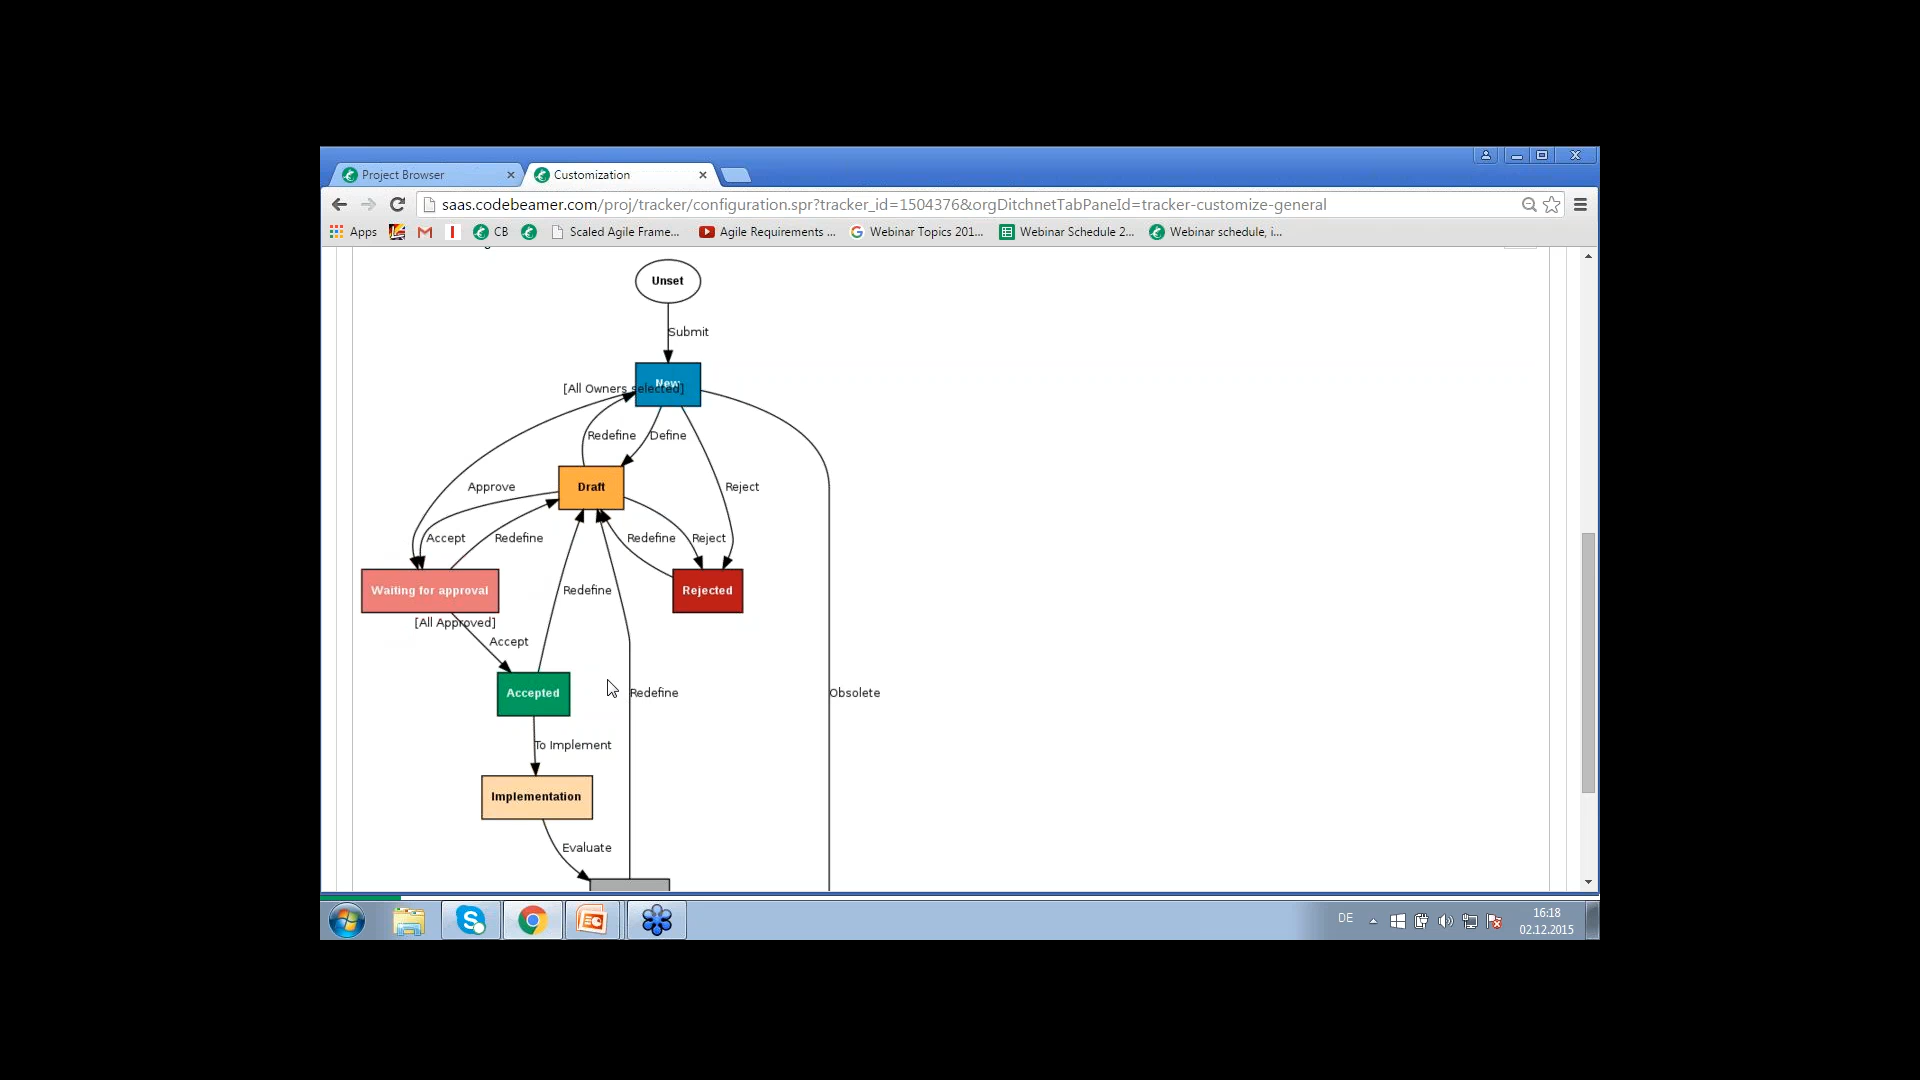 Project Browser
Customization
saas.codebeamer.com/proj/tracker/configuration.spr?tracker_id=1504376&orgDitchnetTabPaneId=tracker-customize-general
Apps
CB
Scaled Agile Frame...
Agile Requirements ...
Webinar Topics 201...
Webinar Schedule 2...
Webinar schedule, i...
Unset
Submit
New
[All Owners selected]
Redefine
Define
Approve
Draft
Reject
Accept
Redefine
Redefine
Reject
Waiting for approval
Redefine
Rejected
[All Approved]
Accept
Accepted
Redefine
Obsolete
To Implement
Implementation
Evaluate
DE
16:18
02.12.2015